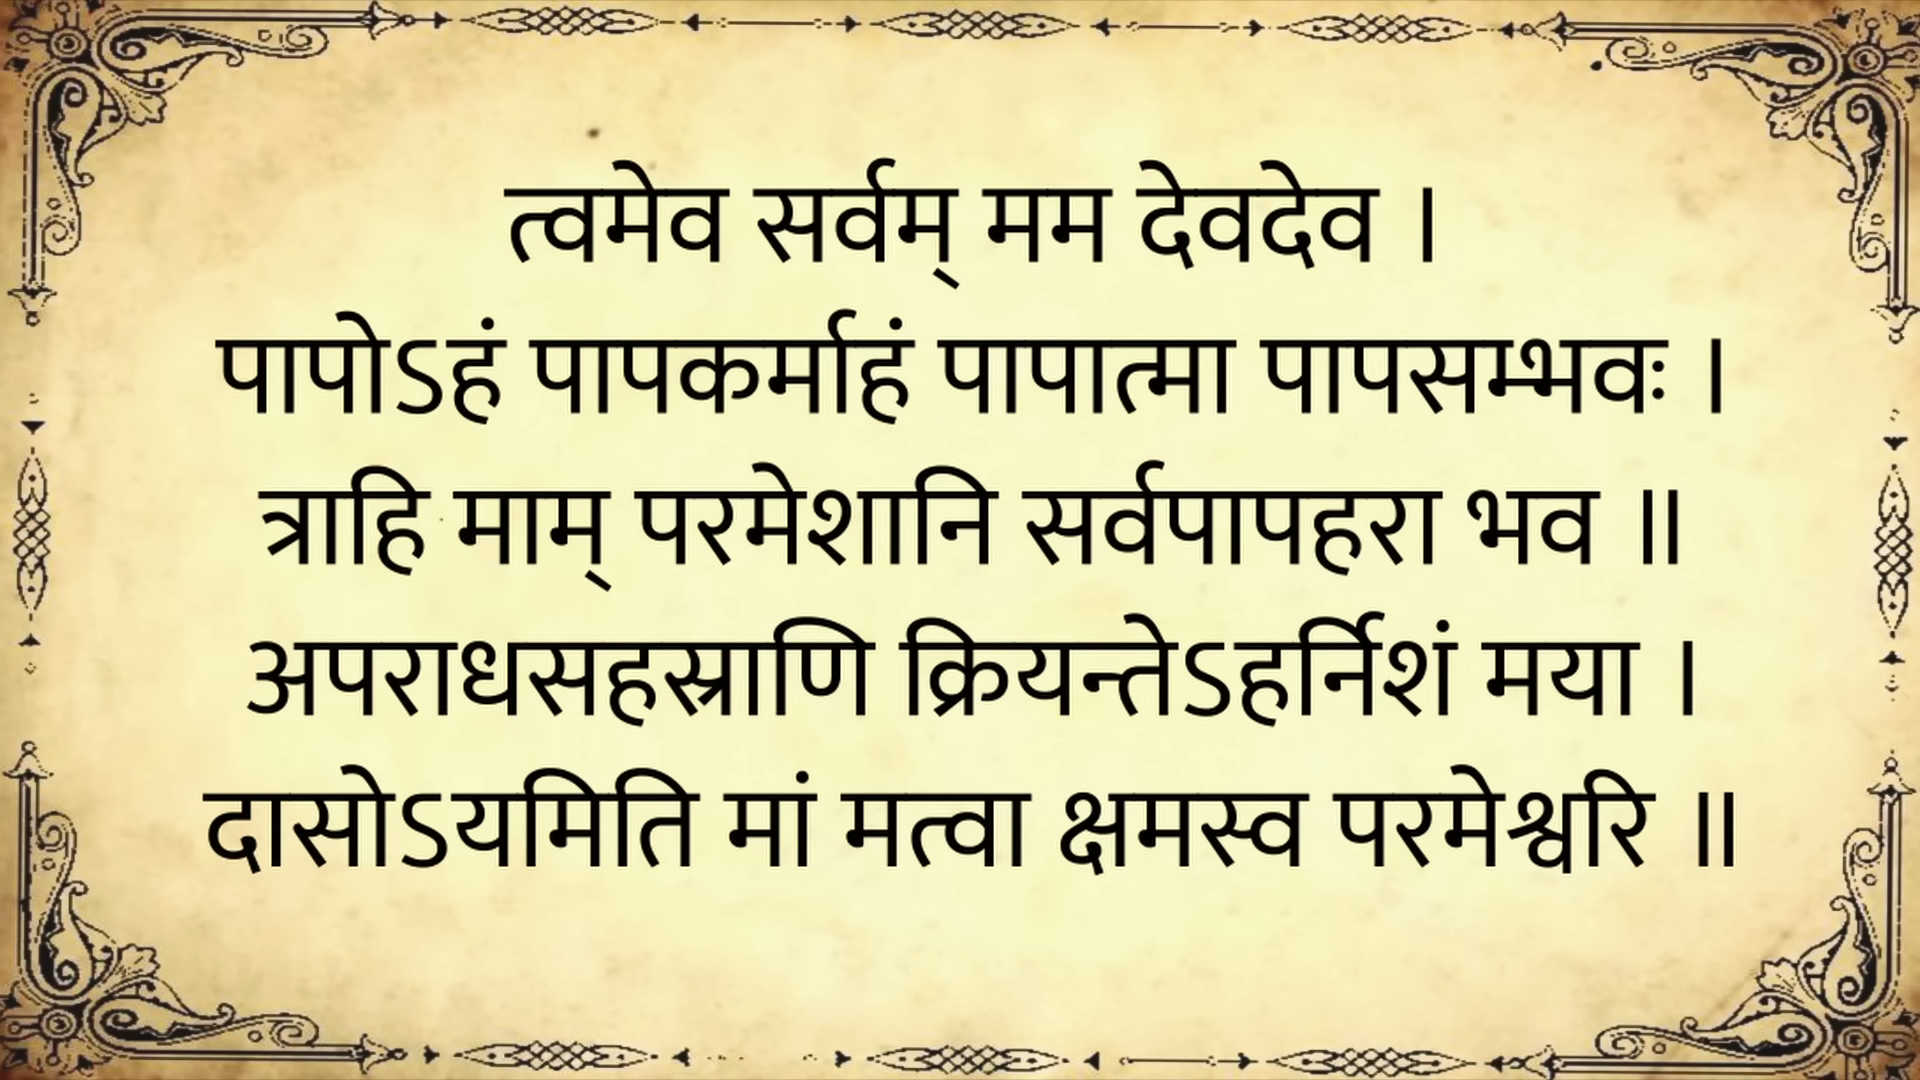 त्वमेव सर्वम् मम देवदेव ।
पापोऽहं पापकर्माहं पापात्मा पापसम्भवः ।
त्राहि माम् परमेशानि सर्वपापहरा भव ॥
अपराधसहस्राणि क्रियन्तेऽहर्निशं मया ।
दासोऽयमिति मां मत्वा क्षमस्व परमेश्वरि ॥